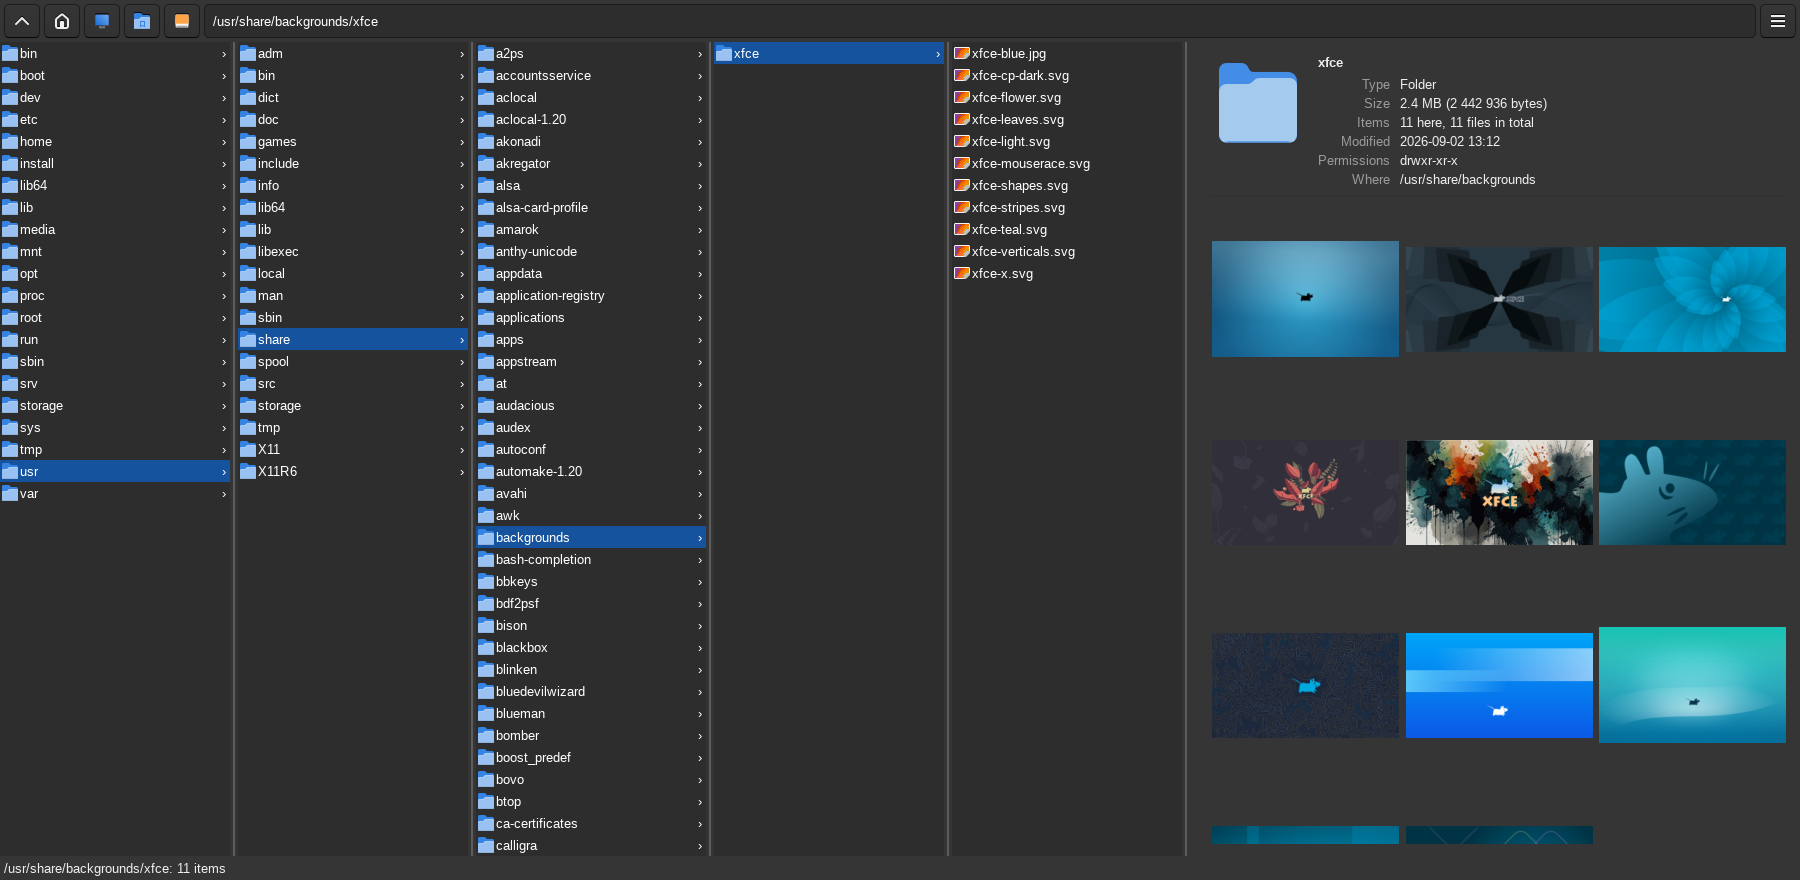 /usr/share/backgrounds/xfce
bin
boot
dev
etc
home
install
lib64
lib
media
mnt
opt
proc
root
run
sbin
srv
storage
sys
tmp
usr
var
adm
bin
dict
doc
games
include
info
lib64
lib
libexec
local
man
sbin
share
spool
src
storage
tmp
X11
X11R6
a2ps
accountsservice
aclocal
aclocal-1.20
akonadi
akregator
alsa
alsa-card-profile
amarok
anthy-unicode
appdata
application-registry
applications
apps
appstream
at
audacious
audex
autoconf
automake-1.20
avahi
awk
backgrounds
bash-completion
bbkeys
bdf2psf
bison
blackbox
blinken
bluedevilwizard
blueman
bomber
boost_predef
bovo
btop
ca-certificates
calligra
xfce
xfce-blue.jpg
xfce-cp-dark.svg
xfce-flower.svg
xfce-leaves.svg
xfce-light.svg
xfce-mouserace.svg
xfce-shapes.svg
xfce-stripes.svg
xfce-teal.svg
xfce-verticals.svg
xfce-x.svg
xfce
Type Folder
Size 2.4 MB (2 442 936 bytes)
Items 11 here, 11 files in total
Modified 2026-09-02 13:12
Permissions drwxr-xr-x
Where /usr/share/backgrounds
XFCE
XFCE
/usr/share/backgrounds/xfce: 11 items